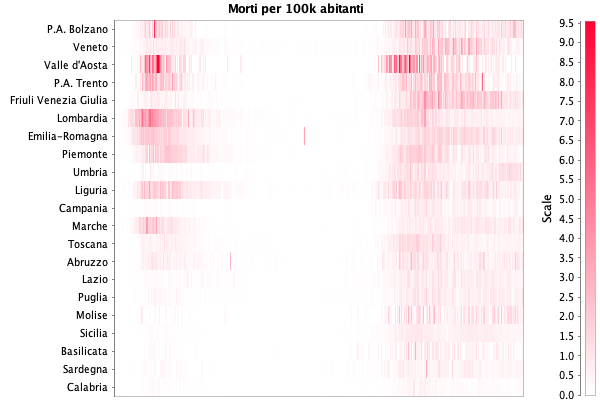 Morti per 100k abitanti
P.A. Bolzano
Veneto
Valle d'Aosta
P.A. Trento
Friuli Venezia Giulia
Lombardia
Emilia-Romagna
Piemonte
Umbria
Liguria
Campania
Marche
Toscana
Abruzzo
Lazio
Puglia
Molise
Sicilia
Basilicata
Sardegna
Calabria
Scale
9.5
9.0
8.5
8.0
7.5
7.0
6.5
6.0
5.5
5.0
4.5
4.0
3.5
3.0
2.5
2.0
1.5
1.0
0.5
0.0